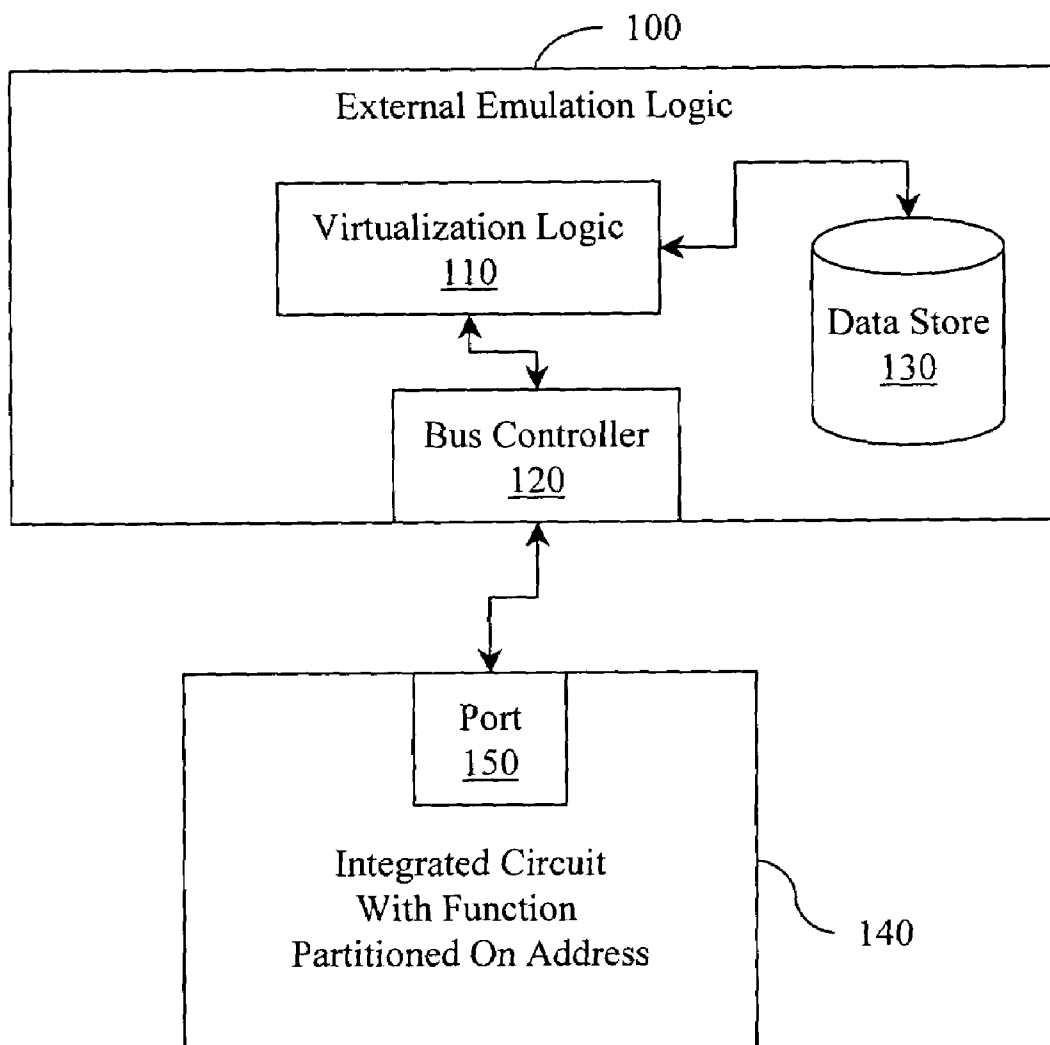 100
External Emulation Logic
Virtualization Logic
110
Data Store
130
Bus Controller
120
Port
150
Integrated Circuit
With Function
Partitioned On Address
140